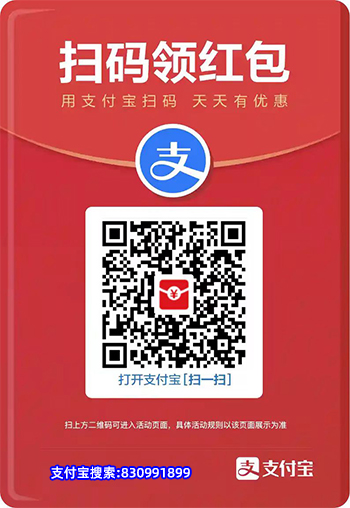 扫码领红包
用支付宝扫码 天天有优惠
支
打开支付宝[扫一扫]
扫上方二维码可进入活动页面，具体活动规则以该页面展示为准
支付宝搜索:830991899
支付宝